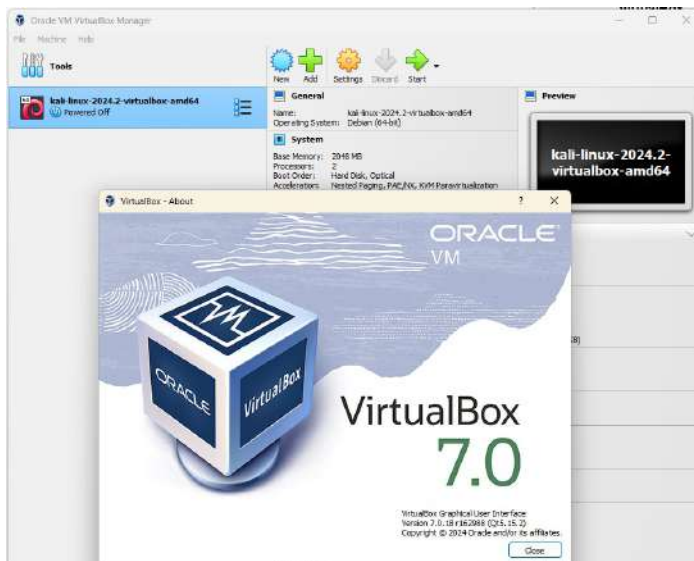 Oracle VM VirtualBox Manager
File Machine Help
Tools
New Add Settings Discard Start
kali-linux-2024.2-virtualbox-amd64
Powered Off
General
Name: kali-linux-2024.2-virtualbox-amd64
Operating System: Debian (64-bit)
System
Base Memory: 2048 MB
Processors: 2
Boot Order: Hard Disk, Optical
Acceleration: Nested Paging, PAE/NX, KVM Paravirtualization
Preview
kali-linux-2024.2-
virtualbox-amd64
VirtualBox - About
ORACLE
VM
ORACLE
VirtualBox
VirtualBox
7.0
VirtualBox Graphical User Interface
Version 7.0.18 r162988 (Qt5.15.2)
Copyright © 2024 Oracle and/or its affiliates.
Close